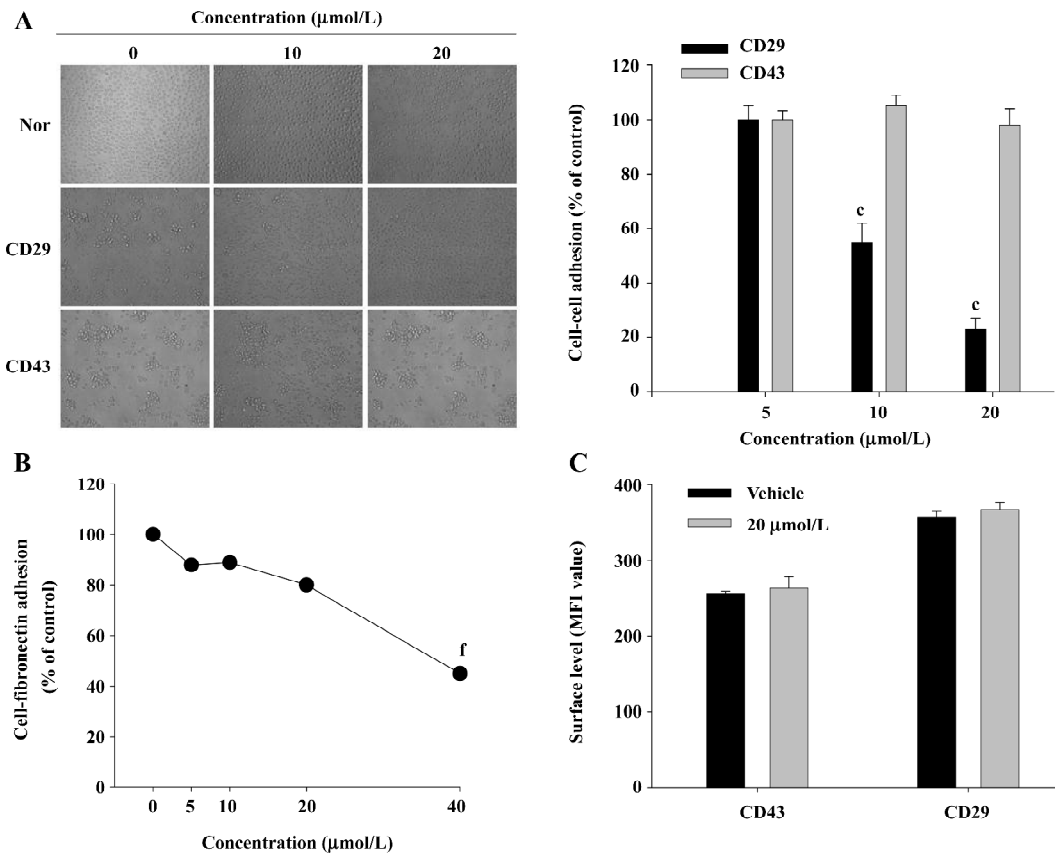 A
Concentration (μmol/L)
0 10 20
Nor
CD29
CD43
CD29
CD43
Cell-cell adhesion (% of control)
120
100
80
60
40
20
0
c
c
5 10 20
Concentration (μmol/L)
B
Cell-fibronectin adhesion
(% of control)
120
100
80
60
40
20
0
f
0 5 10 20 40
Concentration (μmol/L)
C
Vehicle
20 μmol/L
Surface level (MFI value)
400
300
200
100
0
CD43 CD29